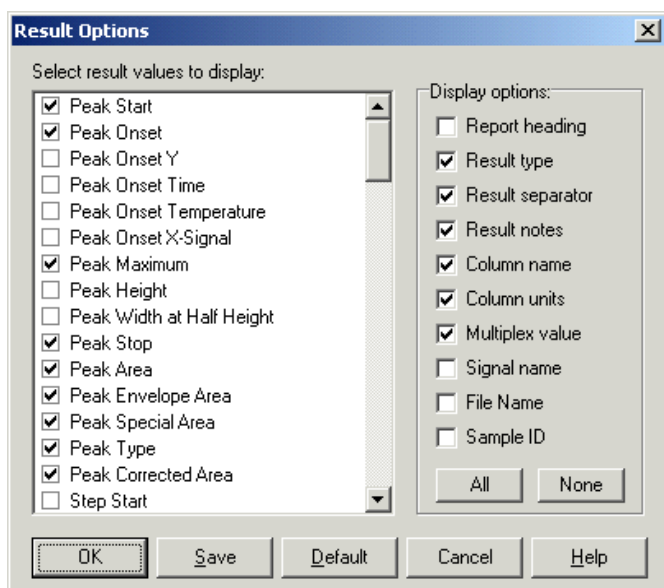 Result Options
Select result values to display:
Peak Start
Peak Onset
Peak Onset Y
Peak Onset Time
Peak Onset Temperature
Peak Onset X-Signal
Peak Maximum
Peak Height
Peak Width at Half Height
Peak Stop
Peak Area
Peak Envelope Area
Peak Special Area
Peak Type
Peak Corrected Area
Step Start
Display options:
Report heading
Result type
Result separator
Result notes
Column name
Column units
Multiplex value
Signal name
File Name
Sample ID
All None
OK Save Default Cancel Help